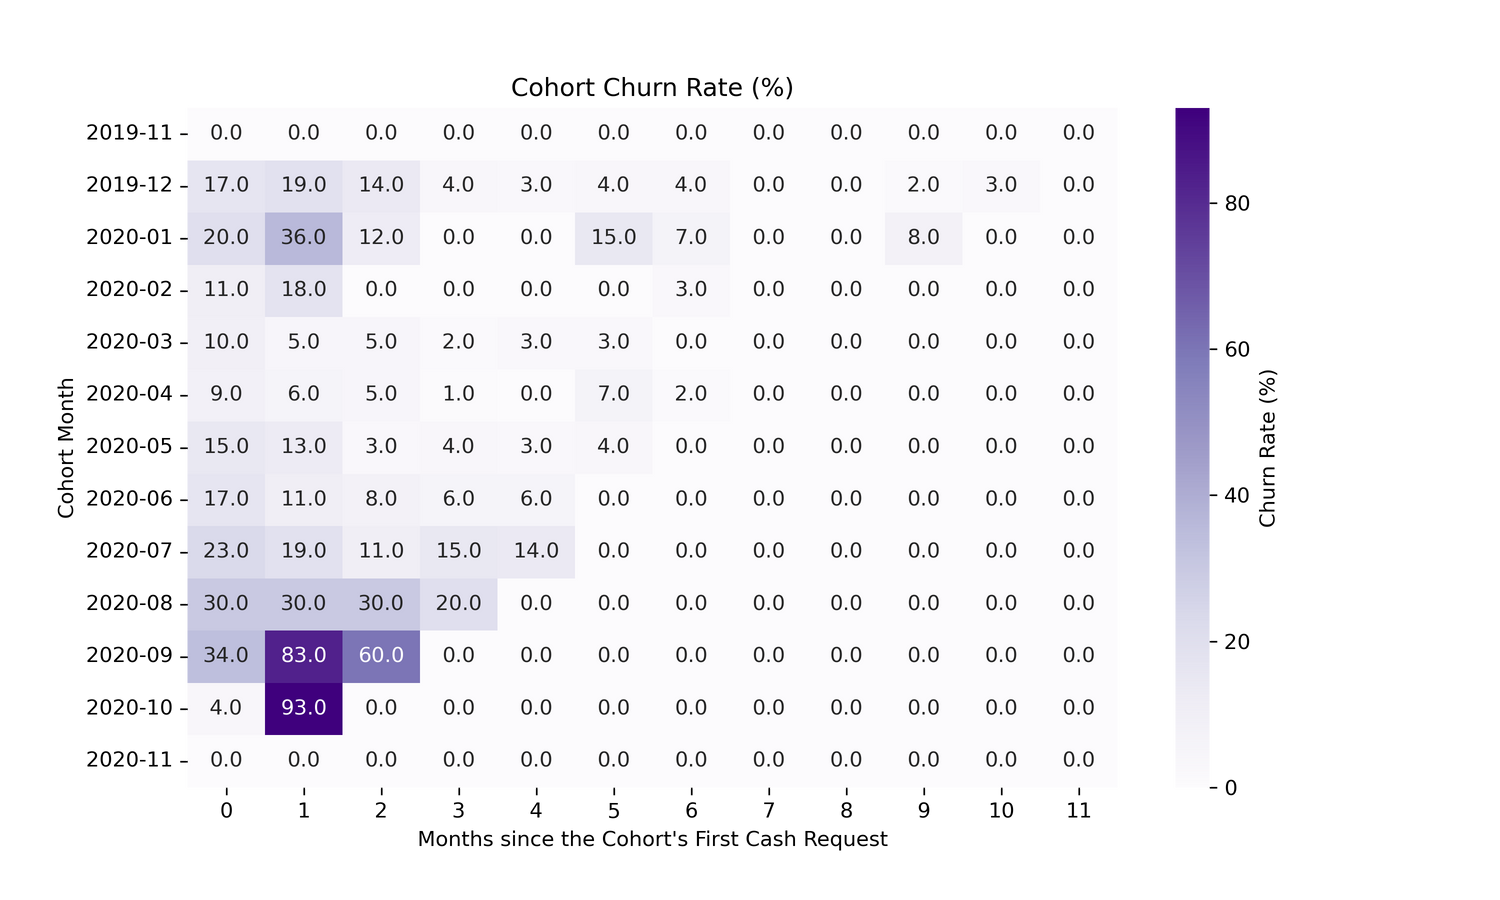 Cohort Churn Rate (%)
2019-11 0.0 0.0 0.0 0.0 0.0 0.0 0.0 0.0 0.0 0.0 0.0 0.0
2019-12 17.0 19.0 14.0 4.0 3.0 4.0 4.0 0.0 0.0 2.0 3.0 0.0
2020-01 20.0 36.0 12.0 0.0 0.0 15.0 7.0 0.0 0.0 8.0 0.0 0.0
2020-02 11.0 18.0 0.0 0.0 0.0 0.0 3.0 0.0 0.0 0.0 0.0 0.0
2020-03 10.0 5.0 5.0 2.0 3.0 3.0 0.0 0.0 0.0 0.0 0.0 0.0
2020-04 9.0 6.0 5.0 1.0 0.0 7.0 2.0 0.0 0.0 0.0 0.0 0.0
2020-05 15.0 13.0 3.0 4.0 3.0 4.0 0.0 0.0 0.0 0.0 0.0 0.0
2020-06 17.0 11.0 8.0 6.0 6.0 0.0 0.0 0.0 0.0 0.0 0.0 0.0
2020-07 23.0 19.0 11.0 15.0 14.0 0.0 0.0 0.0 0.0 0.0 0.0 0.0
2020-08 30.0 30.0 30.0 20.0 0.0 0.0 0.0 0.0 0.0 0.0 0.0 0.0
2020-09 34.0 83.0 60.0 0.0 0.0 0.0 0.0 0.0 0.0 0.0 0.0 0.0
2020-10 4.0 93.0 0.0 0.0 0.0 0.0 0.0 0.0 0.0 0.0 0.0 0.0
2020-11 0.0 0.0 0.0 0.0 0.0 0.0 0.0 0.0 0.0 0.0 0.0 0.0
0 1 2 3 4 5 6 7 8 9 10 11
Months since the Cohort's First Cash Request
Cohort Month
80
60
40
20
0
Churn Rate (%)